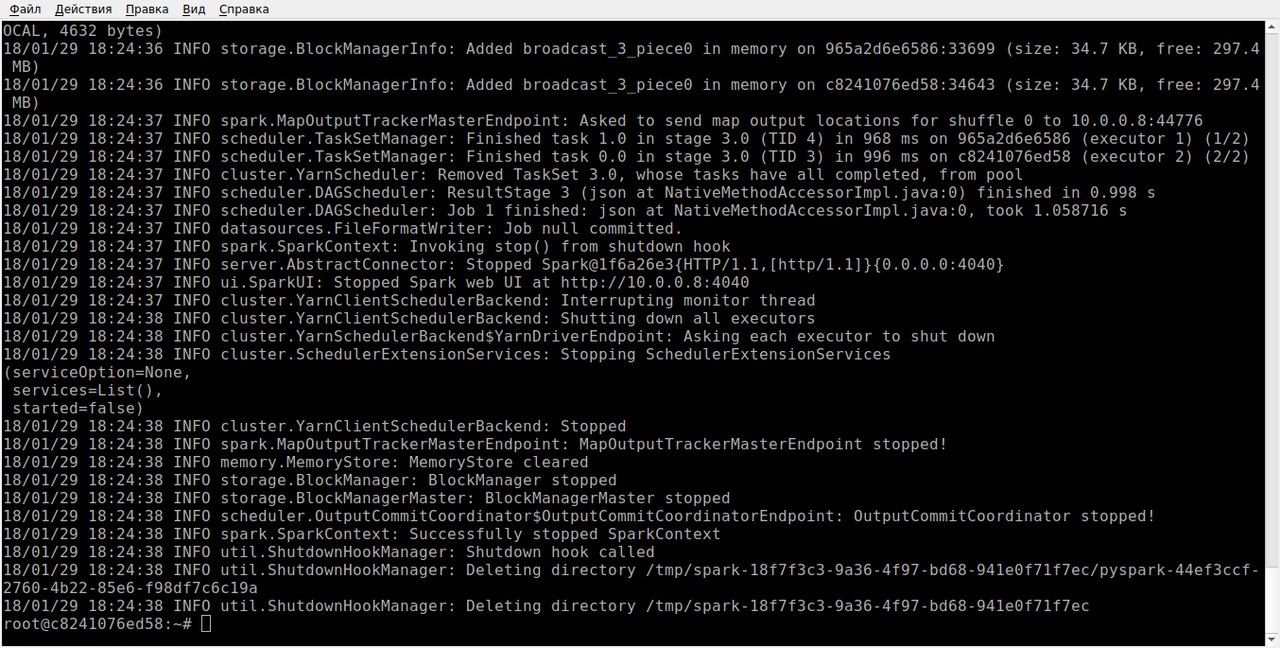 Файл Действия Правка Вид Справка
OCAL, 4632 bytes)
18/01/29 18:24:36 INFO storage.BlockManagerInfo: Added broadcast_3_piece0 in memory on 965a2d6e6586:33699 (size: 34.7 KB, free: 297.4
 MB)
18/01/29 18:24:36 INFO storage.BlockManagerInfo: Added broadcast_3_piece0 in memory on c8241076ed58:34643 (size: 34.7 KB, free: 297.4
 MB)
18/01/29 18:24:37 INFO spark.MapOutputTrackerMasterEndpoint: Asked to send map output locations for shuffle 0 to 10.0.0.8:44776
18/01/29 18:24:37 INFO scheduler.TaskSetManager: Finished task 1.0 in stage 3.0 (TID 4) in 968 ms on 965a2d6e6586 (executor 1) (1/2)
18/01/29 18:24:37 INFO scheduler.TaskSetManager: Finished task 0.0 in stage 3.0 (TID 3) in 996 ms on c8241076ed58 (executor 2) (2/2)
18/01/29 18:24:37 INFO cluster.YarnScheduler: Removed TaskSet 3.0, whose tasks have all completed, from pool
18/01/29 18:24:37 INFO scheduler.DAGScheduler: ResultStage 3 (json at NativeMethodAccessorImpl.java:0) finished in 0.998 s
18/01/29 18:24:37 INFO scheduler.DAGScheduler: Job 1 finished: json at NativeMethodAccessorImpl.java:0, took 1.058716 s
18/01/29 18:24:37 INFO datasources.FileFormatWriter: Job null committed.
18/01/29 18:24:37 INFO spark.SparkContext: Invoking stop() from shutdown hook
18/01/29 18:24:37 INFO server.AbstractConnector: Stopped Spark@1f6a26e3{HTTP/1.1,[http/1.1]}{0.0.0.0:4040}
18/01/29 18:24:37 INFO ui.SparkUI: Stopped Spark web UI at http://10.0.0.8:4040
18/01/29 18:24:37 INFO cluster.YarnClientSchedulerBackend: Interrupting monitor thread
18/01/29 18:24:38 INFO cluster.YarnClientSchedulerBackend: Shutting down all executors
18/01/29 18:24:38 INFO cluster.YarnSchedulerBackend$YarnDriverEndpoint: Asking each executor to shut down
18/01/29 18:24:38 INFO cluster.SchedulerExtensionServices: Stopping SchedulerExtensionServices
(serviceOption=None,
 services=List(),
 started=false)
18/01/29 18:24:38 INFO cluster.YarnClientSchedulerBackend: Stopped
18/01/29 18:24:38 INFO spark.MapOutputTrackerMasterEndpoint: MapOutputTrackerMasterEndpoint stopped!
18/01/29 18:24:38 INFO memory.MemoryStore: MemoryStore cleared
18/01/29 18:24:38 INFO storage.BlockManager: BlockManager stopped
18/01/29 18:24:38 INFO storage.BlockManagerMaster: BlockManagerMaster stopped
18/01/29 18:24:38 INFO scheduler.OutputCommitCoordinator$OutputCommitCoordinatorEndpoint: OutputCommitCoordinator stopped!
18/01/29 18:24:38 INFO spark.SparkContext: Successfully stopped SparkContext
18/01/29 18:24:38 INFO util.ShutdownHookManager: Shutdown hook called
18/01/29 18:24:38 INFO util.ShutdownHookManager: Deleting directory /tmp/spark-18f7f3c3-9a36-4f97-bd68-941e0f71f7ec/pyspark-44ef3ccf-
2760-4b22-85e6-f98df7c6c19a
18/01/29 18:24:38 INFO util.ShutdownHookManager: Deleting directory /tmp/spark-18f7f3c3-9a36-4f97-bd68-941e0f71f7ec
root@c8241076ed58:~#